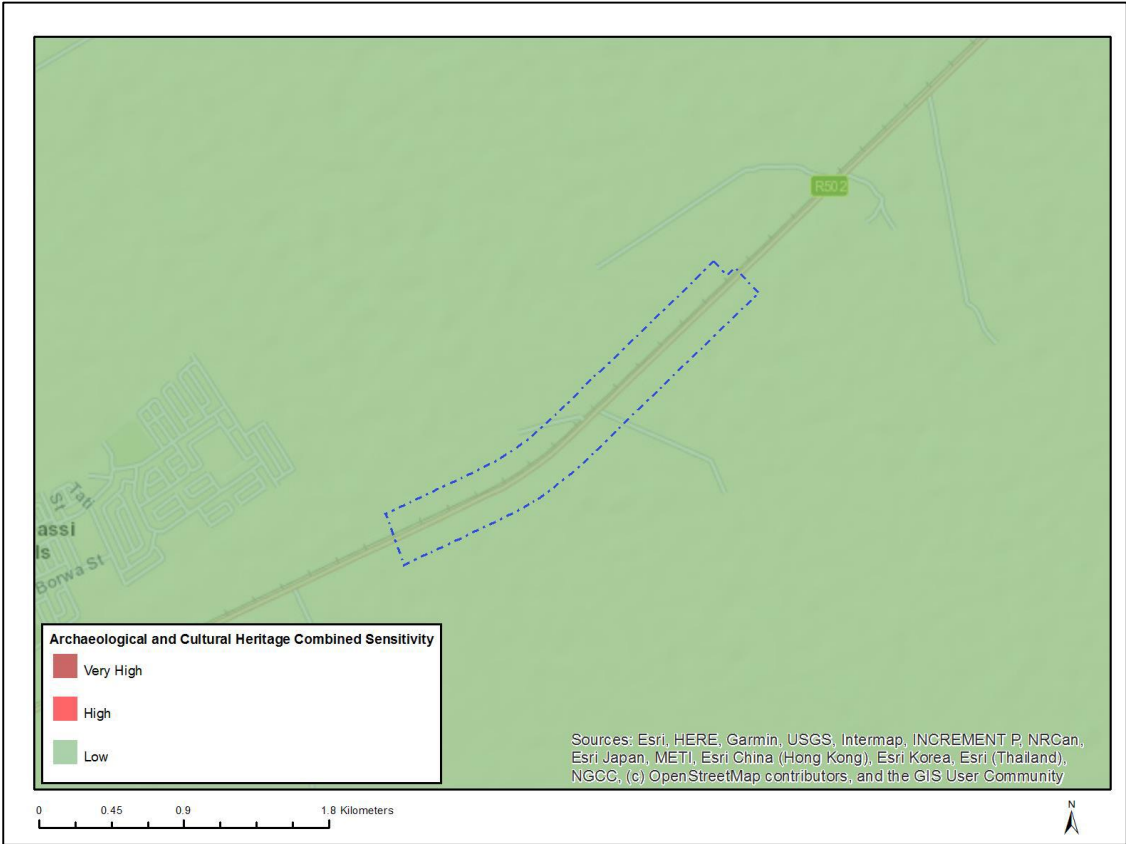 R502
St
Tati
assi
ls
Borwa St
Archaeological and Cultural Heritage Combined Sensitivity
Very High
High
Low
Sources: Esri, HERE, Garmin, USGS, Intermap, INCREMENT P, NRCan,
Esri Japan, METI, Esri China (Hong Kong), Esri Korea, Esri (Thailand),
NGCC, (c) OpenStreetMap contributors, and the GIS User Community
0 0.45 0.9 1.8 Kilometers
N